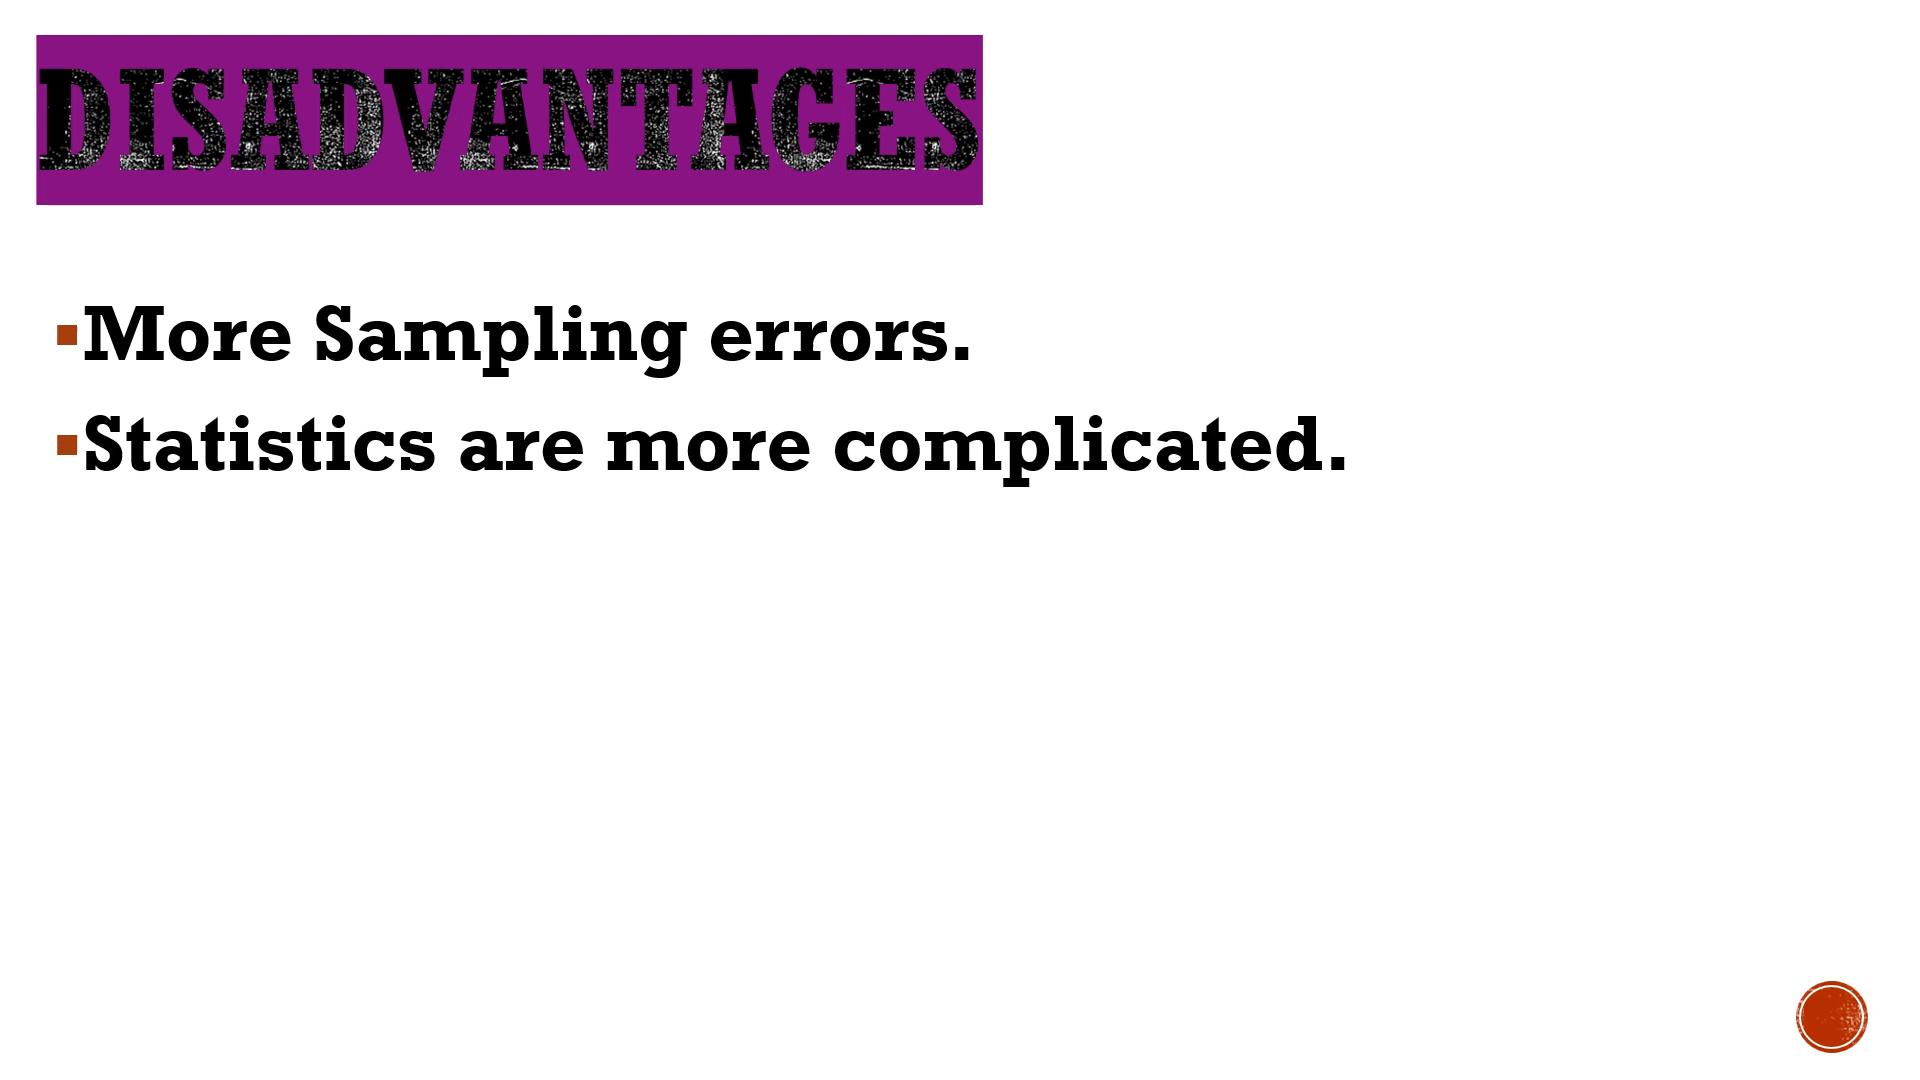 DISADVANTAGES
▪More Sampling errors.
▪Statistics are more complicated.